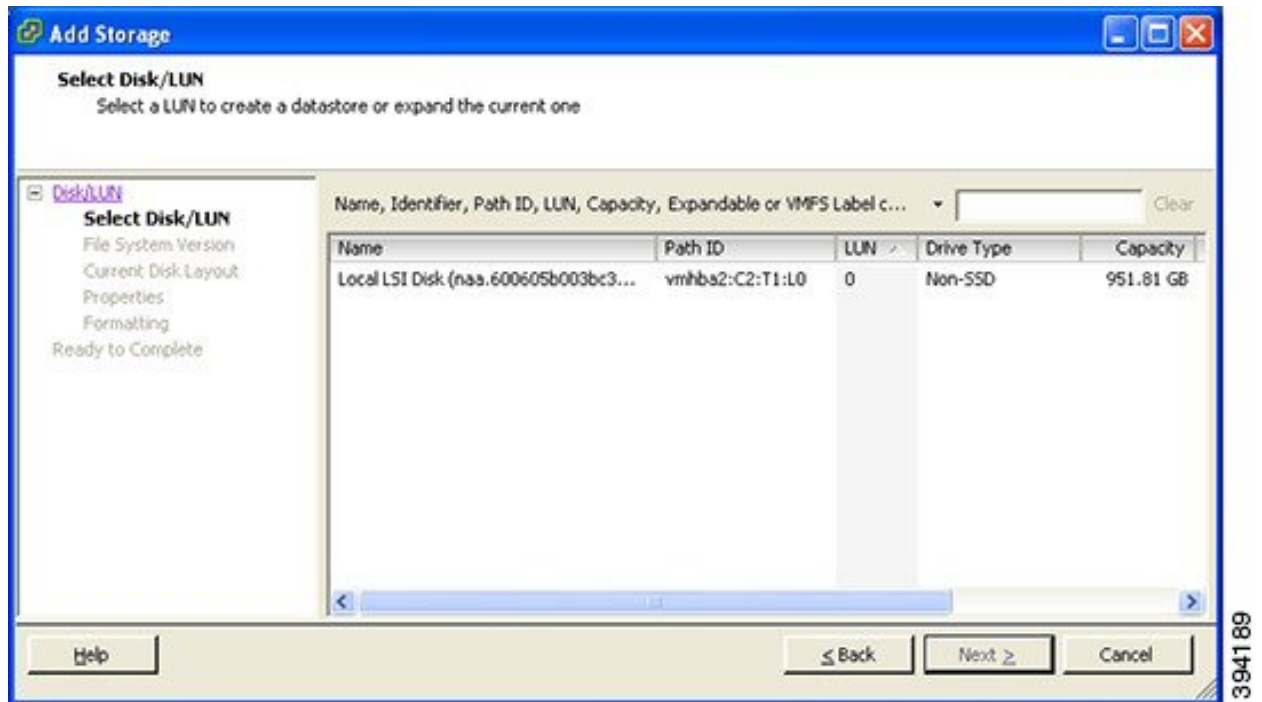 Add Storage
Select Disk/LUN
Select a LUN to create a datastore or expand the current one
Disk/LUN
Select Disk/LUN
File System Version
Current Disk Layout
Properties
Formatting
Ready to Complete
Name, Identifier, Path ID, LUN, Capacity, Expandable or VMFS Label c... Clear
Name Path ID LUN Drive Type Capacity
Local LSI Disk (naa.600605b003bc3... vmhba2:C2:T1:L0 0 Non-SSD 951.81 GB
Help ≤ Back Next ≥ Cancel
394189